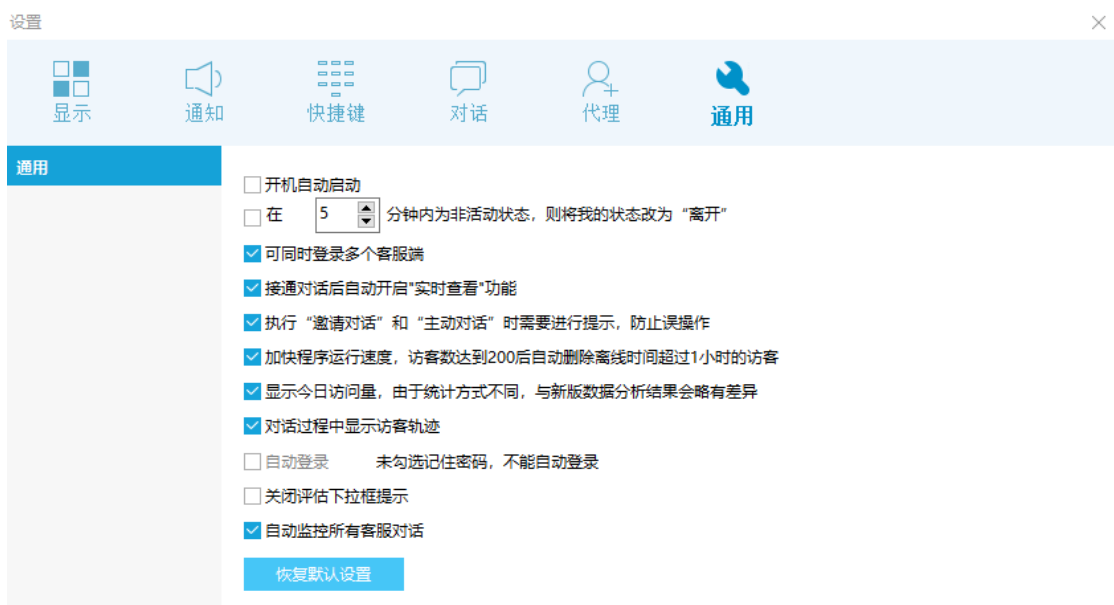 设置
显示 通知 快捷键 对话 代理 通用
通用
开机自动启动
在 5 分钟内为非活动状态，则将我的状态改为“离开”
可同时登录多个客服端
接通对话后自动开启"实时查看"功能
执行“邀请对话”和“主动对话”时需要进行提示，防止误操作
加快程序运行速度，访客数达到200后自动删除离线时间超过1小时的访客
显示今日访问量，由于统计方式不同，与新版数据分析结果会略有差异
对话过程中显示访客轨迹
自动登录 未勾选记住密码，不能自动登录
关闭评估下拉框提示
自动监控所有客服对话
恢复默认设置